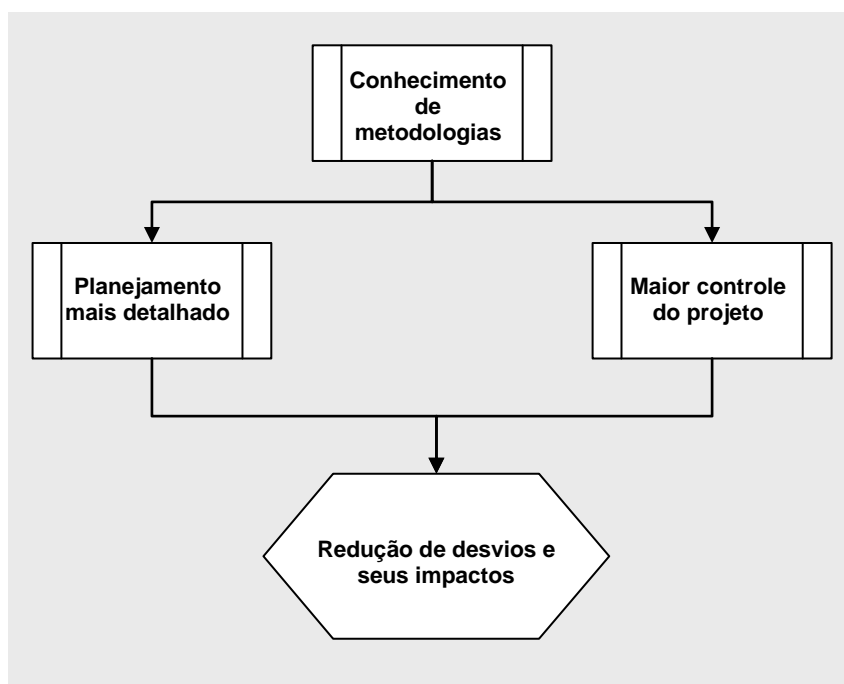 Conhecimento
de
metodologias
Planejamento
mais detalhado
Maior controle
do projeto
Redução de desvios e
seus impactos